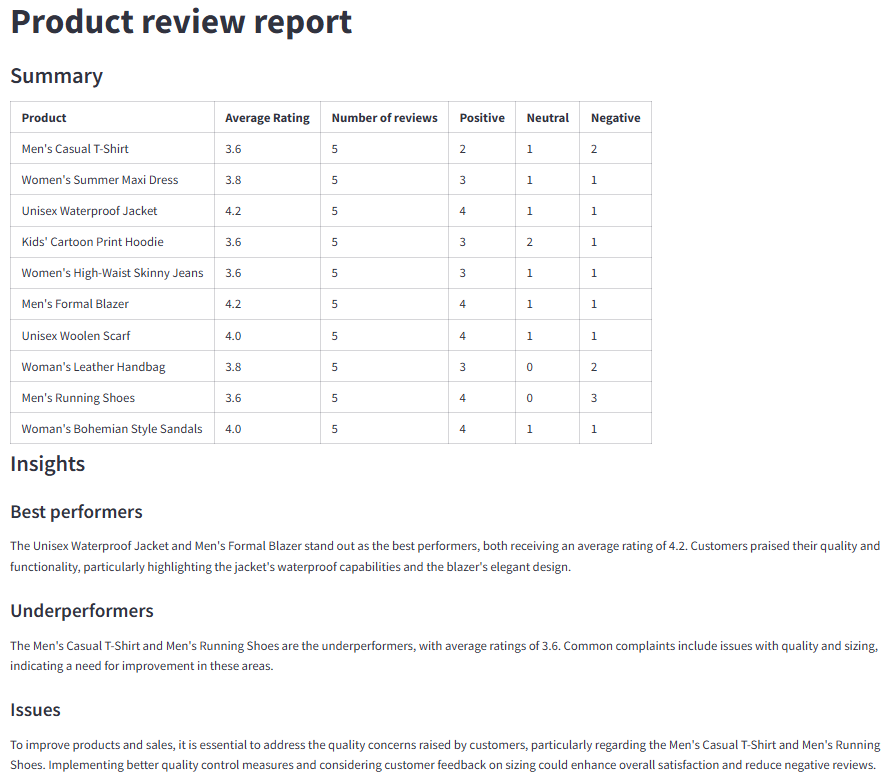 Product review report
Summary
Product Average Rating Number of reviews Positive Neutral Negative
Men's Casual T-Shirt 3.6 5 2 1 2
Women's Summer Maxi Dress 3.8 5 3 1 1
Unisex Waterproof Jacket 4.2 5 4 1 1
Kids' Cartoon Print Hoodie 3.6 5 3 2 1
Women's High-Waist Skinny Jeans 3.6 5 3 1 1
Men's Formal Blazer 4.2 5 4 1 1
Unisex Woolen Scarf 4.0 5 4 1 1
Woman's Leather Handbag 3.8 5 3 0 2
Men's Running Shoes 3.6 5 4 0 3
Woman's Bohemian Style Sandals 4.0 5 4 1 1
Insights
Best performers
The Unisex Waterproof Jacket and Men's Formal Blazer stand out as the best performers, both receiving an average rating of 4.2. Customers praised their quality and
functionality, particularly highlighting the jacket's waterproof capabilities and the blazer's elegant design.
Underperformers
The Men's Casual T-Shirt and Men's Running Shoes are the underperformers, with average ratings of 3.6. Common complaints include issues with quality and sizing,
indicating a need for improvement in these areas.
Issues
To improve products and sales, it is essential to address the quality concerns raised by customers, particularly regarding the Men's Casual T-Shirt and Men's Running
Shoes. Implementing better quality control measures and considering customer feedback on sizing could enhance overall satisfaction and reduce negative reviews.